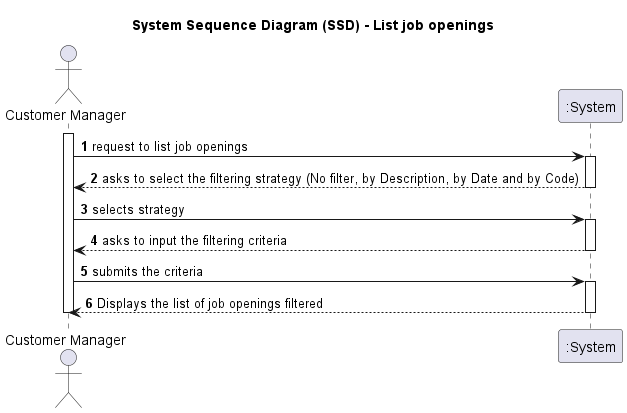 System Sequence Diagram (SSD) - List job openings
Customer Manager
:System
1 request to list job openings
2 asks to select the filtering strategy (No filter, by Description, by Date and by Code)
3 selects strategy
4 asks to input the filtering criteria
5 submits the criteria
6 Displays the list of job openings filtered
Customer Manager
:System